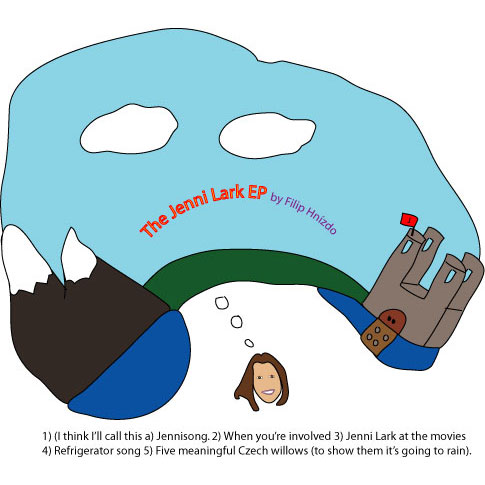 The Jenni Lark EP by Filip Hnízdo
1) (I think I'll call this a) Jennisong. 2) When you're involved 3) Jenni Lark at the movies
4) Refrigerator song 5) Five meaningful Czech willows (to show them it's going to rain).